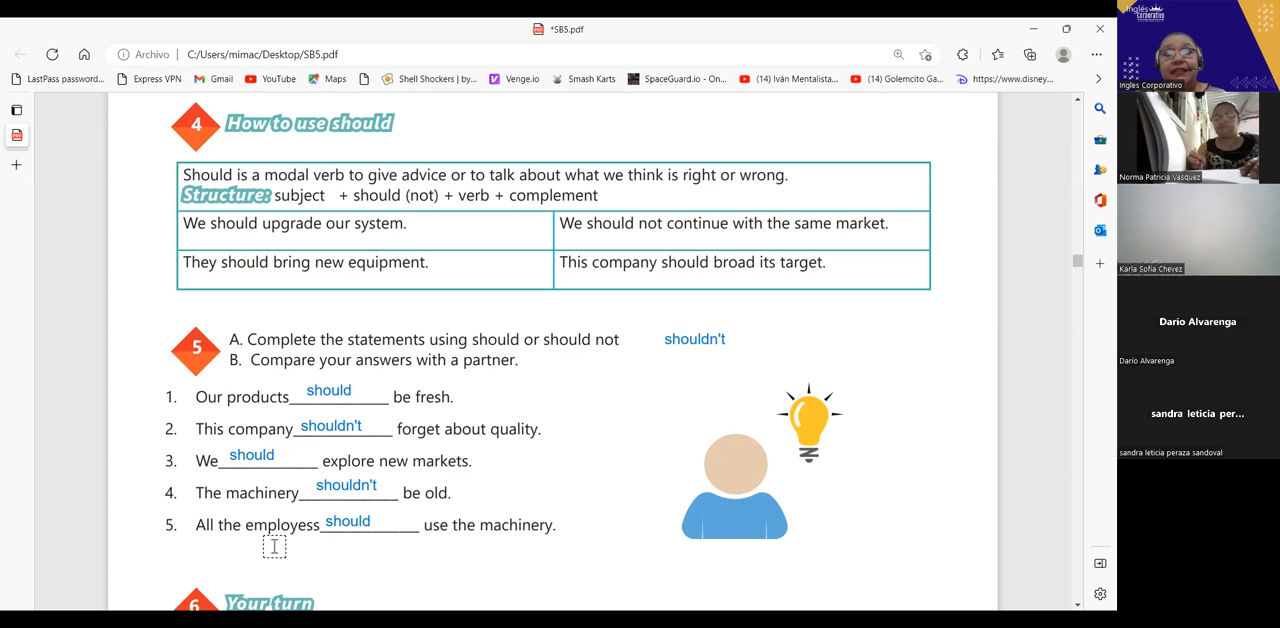 *SB5.pdf
Archivo | C:/Users/mimac/Desktop/SB5.pdf
LastPass password... Express VPN Gmail YouTube Maps Shell Shockers | by... Venge.io Smash Karts SpaceGuard.io - On... (14) Iván Mentalista... (14) Golemcito Ga... https://www.disney...
4 How to use should
Should is a modal verb to give advice or to talk about what we think is right or wrong.
Structure: subject + should (not) + verb + complement
We should upgrade our system. We should not continue with the same market.
They should bring new equipment. This company should broad its target.
5 A. Complete the statements using should or should not shouldn't
B. Compare your answers with a partner.
1. Our products should be fresh.
2. This company shouldn't forget about quality.
3. We should explore new markets.
4. The machinery shouldn't be old.
5. All the employess should use the machinery.
6 Your turn
Inglés
Corporativo
Ingles Corporativo
Norma Patricia Vásquez
Karla Sofia Chevez
Dario Alvarenga
Darío Alvarenga
sandra leticia per...
sandra leticia peraza sandoval